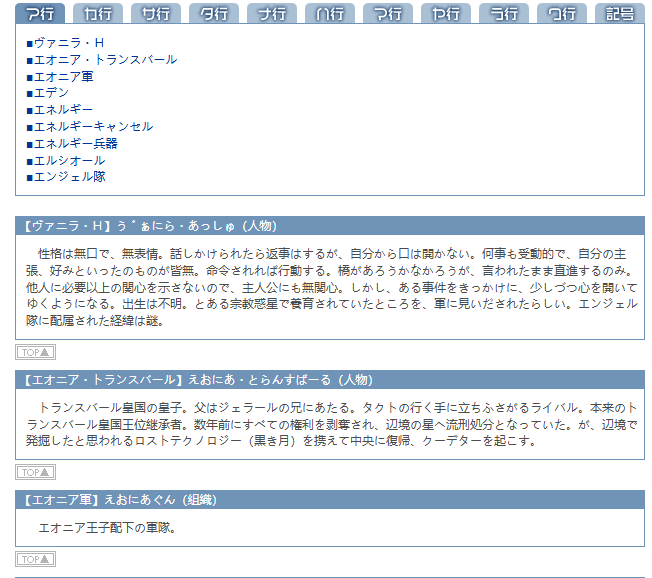 ア行 カ行 サ行 タ行 ナ行 ハ行 マ行 ヤ行 ラ行 ワ行 記号
■ヴァニラ・H
■エオニア・トランスバール
■エオニア軍
■エデン
■エネルギー
■エネルギーキャンセル
■エネルギー兵器
■エルシオール
■エンジェル隊
【ヴァニラ・H】う゛ぁにら・あっしゅ（人物）
性格は無口で、無表情。話しかけられたら返事はするが、自分から口は開かない。何事も受動的で、自分の主
張、好みといったのものが皆無。命令されれば行動する。橋があろうかなかろうが、言われたまま直進するのみ。
他人に必要以上の関心を示さないので、主人公にも無関心。しかし、ある事件をきっかけに、少しづつ心を開いて
ゆくようになる。出生は不明。とある宗教惑星で養育されていたところを、軍に見いだされたらしい。エンジェル
隊に配属された経緯は謎。
TOP▲
【エオニア・トランスバール】えおにあ・とらんすばーる（人物）
トランスバール皇国の皇子。父はジェラールの兄にあたる。タクトの行く手に立ちふさがるライバル。本来のト
ランスバール皇国王位継承者。数年前にすべての権利を剥奪され、辺境の星へ流刑処分となっていた。が、辺境で
発掘したと思われるロストテクノロジー（黒き月）を携えて中央に復帰、クーデターを起こす。
TOP▲
【エオニア軍】えおにあぐん（組織）
エオニア王子配下の軍隊。
TOP▲